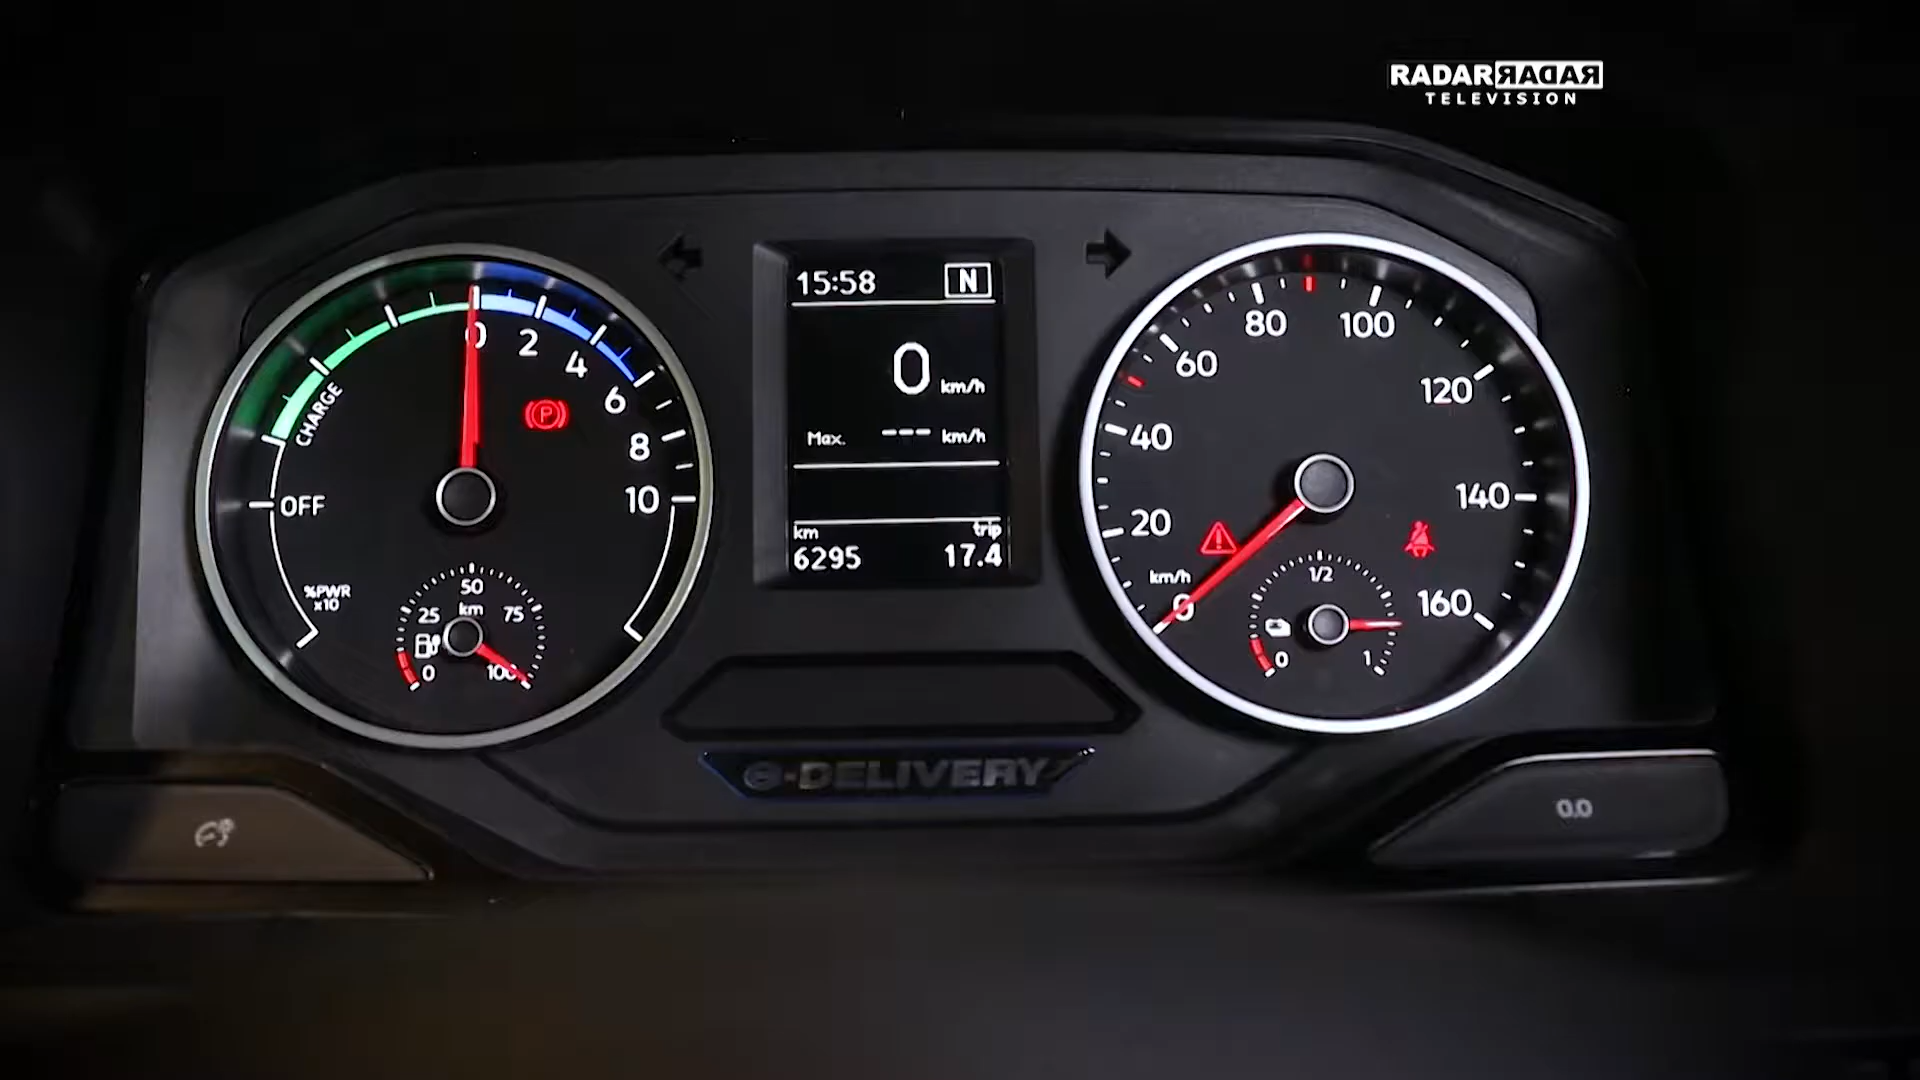 RADARRADAR
TELEVISION
15:58 N
0 km/h
Max. --- km/h
km trip
6295 17.4
0
2
4
6
8
10
CHARGE
OFF
%PWR
x10
P
50
25 km 75
0 100
80 100
60
120
40
140
20
km/h
0
160
1/2
0 1
e-DELIVERY
0.0